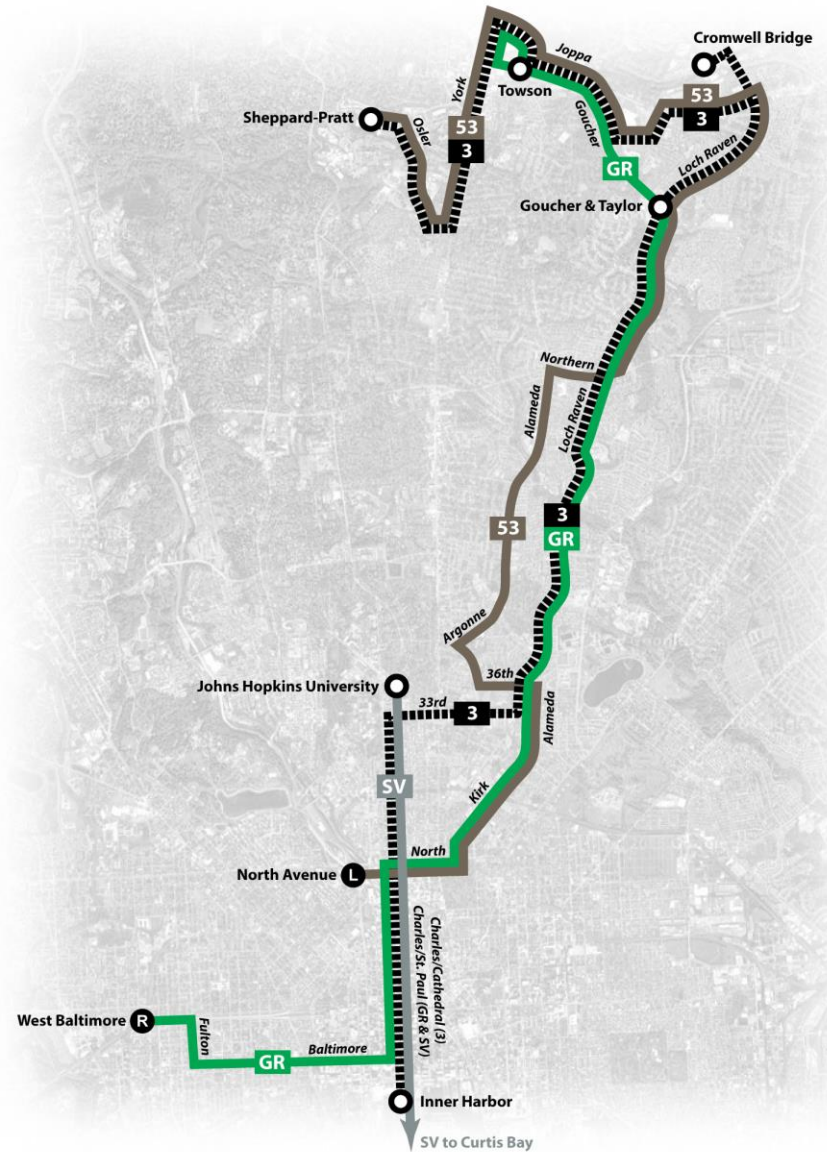 Cromwell Bridge
Joppa
York
Towson
53
3
Sheppard-Pratt
Osler
53
3
Goucher
Loch Raven
GR
Goucher & Taylor
Northern
Alameda
Loch Raven
3
GR
53
Argonne
36th
Johns Hopkins University
33rd
3
Alameda
SV
Kirk
North
North Avenue
L
Charles/Cathedral (3)
Charles/St. Paul (GR & SV)
West Baltimore
R
Fulton
Baltimore
GR
Inner Harbor
SV to Curtis Bay